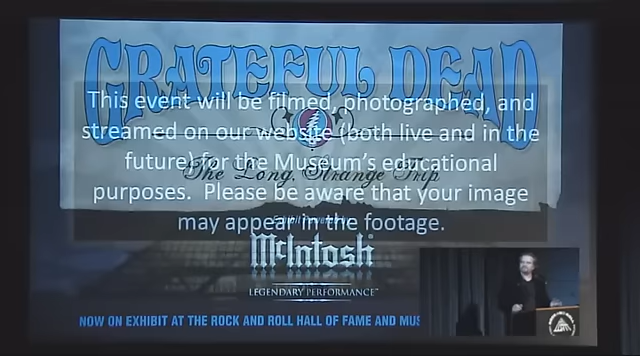 GRATEFUL DEAD
This event will be filmed, photographed, and
streamed on our website (both live and in the
future) for the Museum's educational
The Long, Strange Trip
purposes. Please be aware that your image
may appear in the footage.
McIntosh
LEGENDARY PERFORMANCE™
NOW ON EXHIBIT AT THE ROCK AND ROLL HALL OF FAME AND MUS